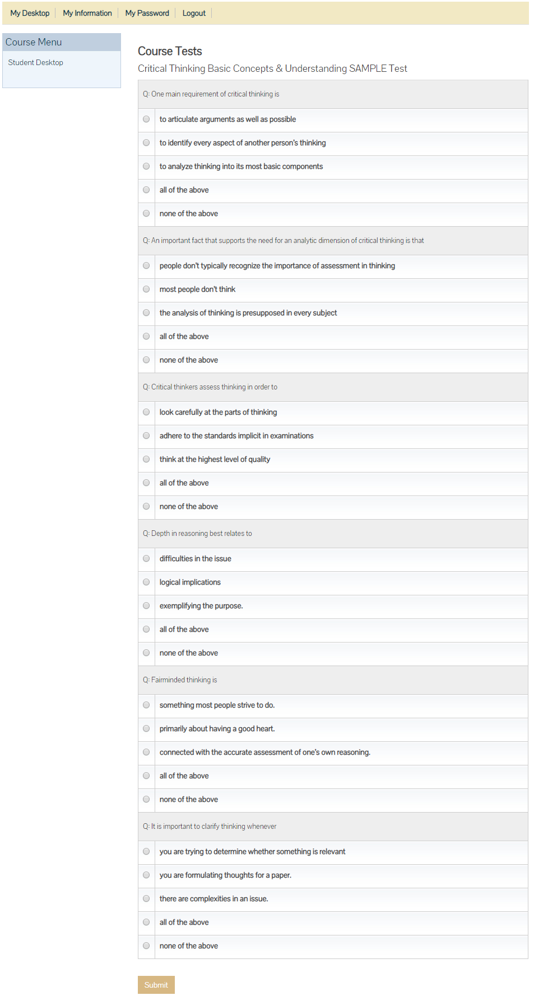 My Desktop My Information My Password Logout
Course Menu
Student Desktop
Course Tests
Critical Thinking Basic Concepts & Understanding SAMPLE Test
Q: One main requirement of critical thinking is
to articulate arguments as well as possible
to identify every aspect of another person's thinking
to analyze thinking into its most basic components
all of the above
none of the above
Q: An important fact that supports the need for an analytic dimension of critical thinking is that
people don't typically recognize the importance of assessment in thinking
most people don't think
the analysis of thinking is presupposed in every subject
all of the above
none of the above
Q: Critical thinkers assess thinking in order to
look carefully at the parts of thinking
adhere to the standards implicit in examinations
think at the highest level of quality
all of the above
none of the above
Q: Depth in reasoning best relates to
difficulties in the issue
logical implications
exemplifying the purpose.
all of the above
none of the above
Q: Fairminded thinking is
something most people strive to do.
primarily about having a good heart.
connected with the accurate assessment of one's own reasoning.
all of the above
none of the above
Q: It is important to clarify thinking whenever
you are trying to determine whether something is relevant
you are formulating thoughts for a paper.
there are complexities in an issue.
all of the above
none of the above
Submit